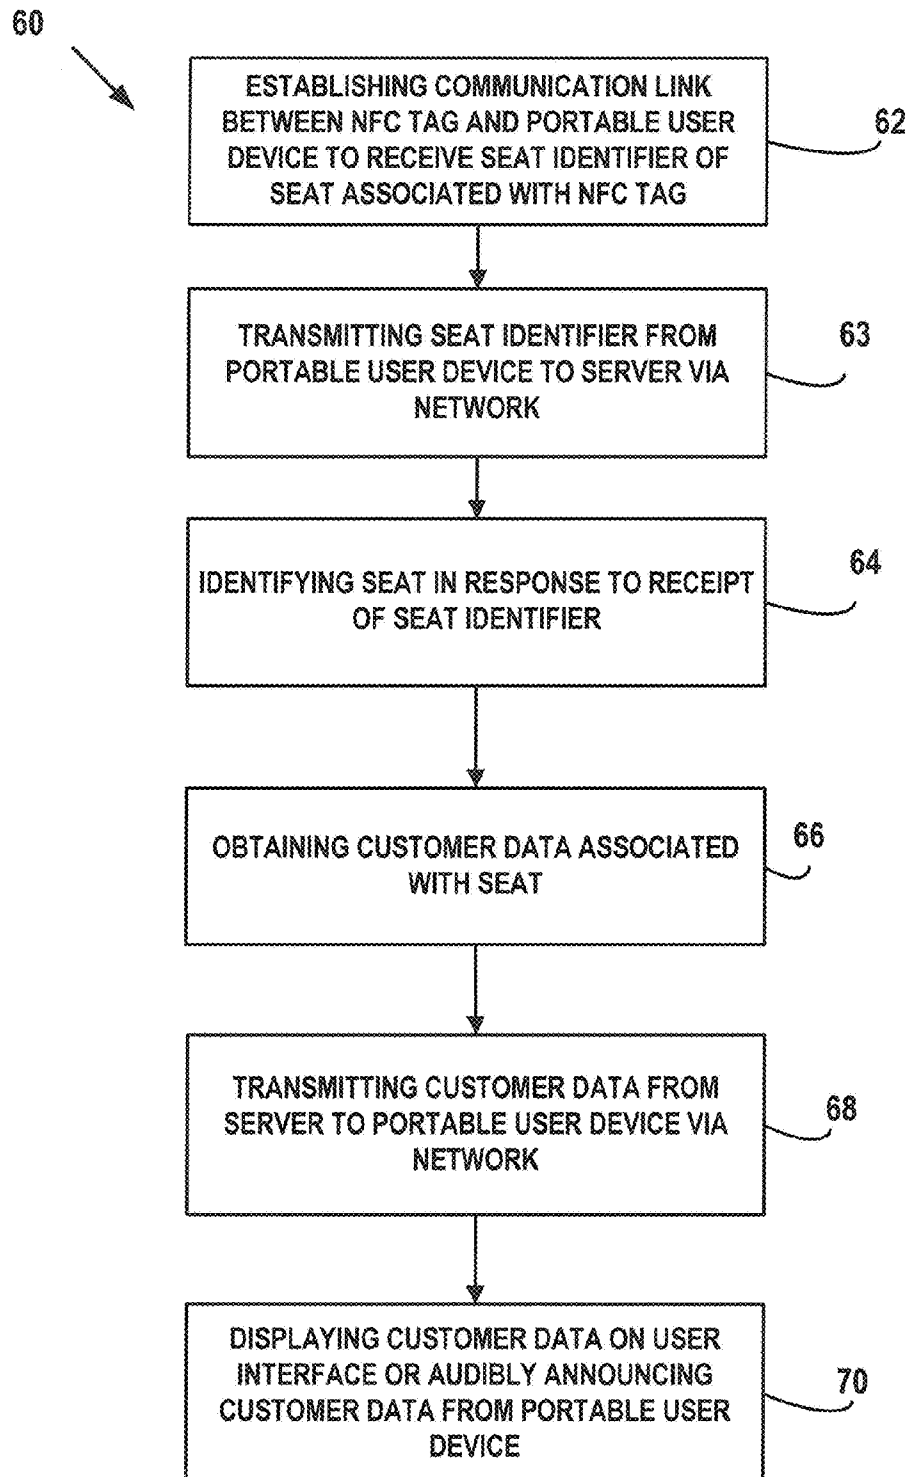 60
ESTABLISHING COMMUNICATION LINK
BETWEEN NFC TAG AND PORTABLE USER
DEVICE TO RECEIVE SEAT IDENTIFIER OF
SEAT ASSOCIATED WITH NFC TAG
62
TRANSMITTING SEAT IDENTIFIER FROM
PORTABLE USER DEVICE TO SERVER VIA
NETWORK
63
IDENTIFYING SEAT IN RESPONSE TO RECEIPT
OF SEAT IDENTIFIER
64
OBTAINING CUSTOMER DATA ASSOCIATED
WITH SEAT
66
TRANSMITTING CUSTOMER DATA FROM
SERVER TO PORTABLE USER DEVICE VIA
NETWORK
68
DISPLAYING CUSTOMER DATA ON USER
INTERFACE OR AUDIBLY ANNOUNCING
CUSTOMER DATA FROM PORTABLE USER
DEVICE
70